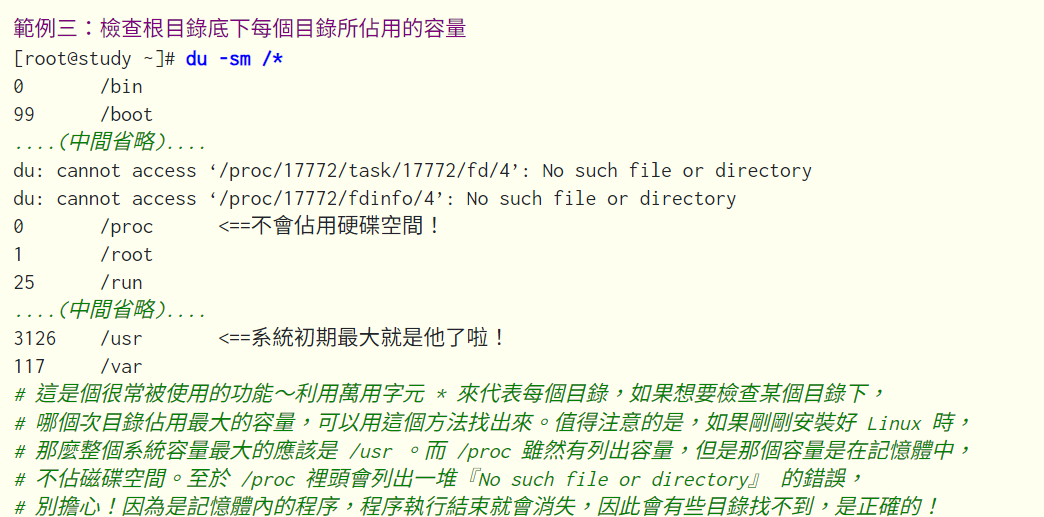 範例三：檢查根目錄底下每個目錄所佔用的容量
[root@study ~]# du -sm /*
0       /bin
99      /boot
....(中間省略)....
du: cannot access ‘/proc/17772/task/17772/fd/4’: No such file or directory
du: cannot access ‘/proc/17772/fdinfo/4’: No such file or directory
0       /proc      <==不會佔用硬碟空間！
1       /root
25      /run
....(中間省略)....
3126    /usr       <==系統初期最大就是他了啦！
117     /var
# 這是個很常被使用的功能～利用萬用字元 * 來代表每個目錄，如果想要檢查某個目錄下，
# 哪個次目錄佔用最大的容量，可以用這個方法找出來。值得注意的是，如果剛剛安裝好 Linux 時，
# 那麼整個系統容量最大的應該是 /usr 。而 /proc 雖然有列出容量，但是那個容量是在記憶體中，
# 不佔磁碟空間。至於 /proc 裡頭會列出一堆『No such file or directory』 的錯誤，
# 別擔心！因為是記憶體內的程序，程序執行結束就會消失，因此會有些目錄找不到，是正確的！